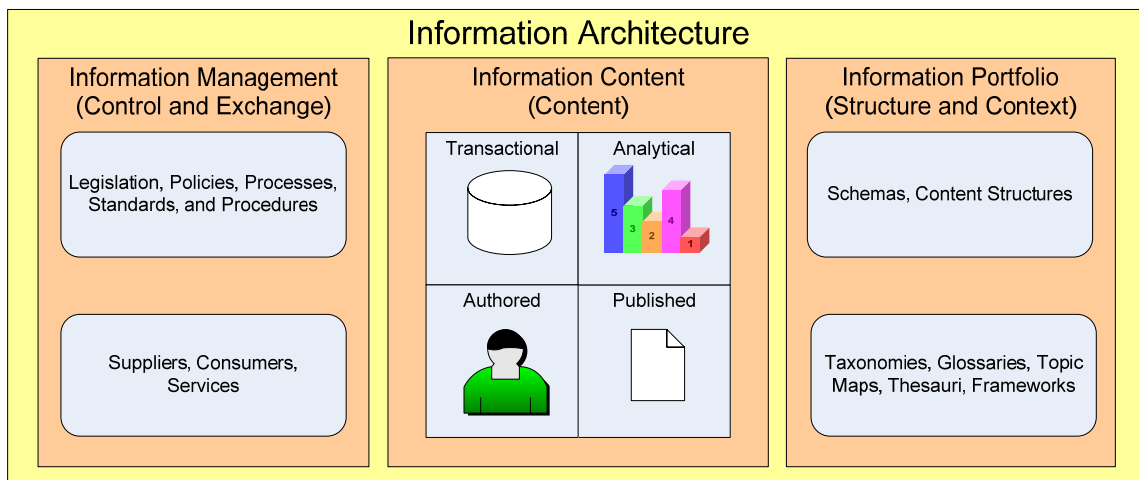 Information Architecture
Information Management
(Control and Exchange)
Legislation, Policies, Processes,
Standards, and Procedures
Suppliers, Consumers,
Services
Information Content
(Content)
Transactional
Analytical
5
3
2
4
1
Authored
Published
Information Portfolio
(Structure and Context)
Schemas, Content Structures
Taxonomies, Glossaries, Topic
Maps, Thesauri, Frameworks